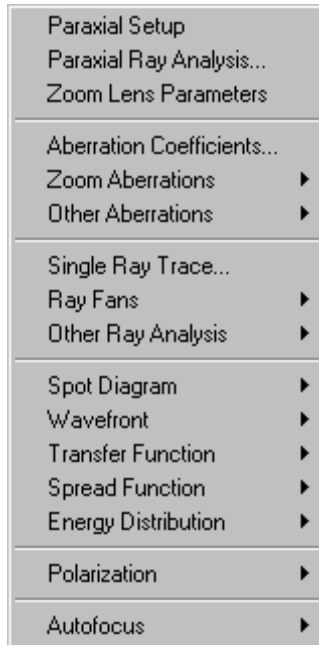 Paraxial Setup
Paraxial Ray Analysis...
Zoom Lens Parameters
Aberration Coefficients...
Zoom Aberrations
Other Aberrations
Single Ray Trace...
Ray Fans
Other Ray Analysis
Spot Diagram
Wavefront
Transfer Function
Spread Function
Energy Distribution
Polarization
Autofocus